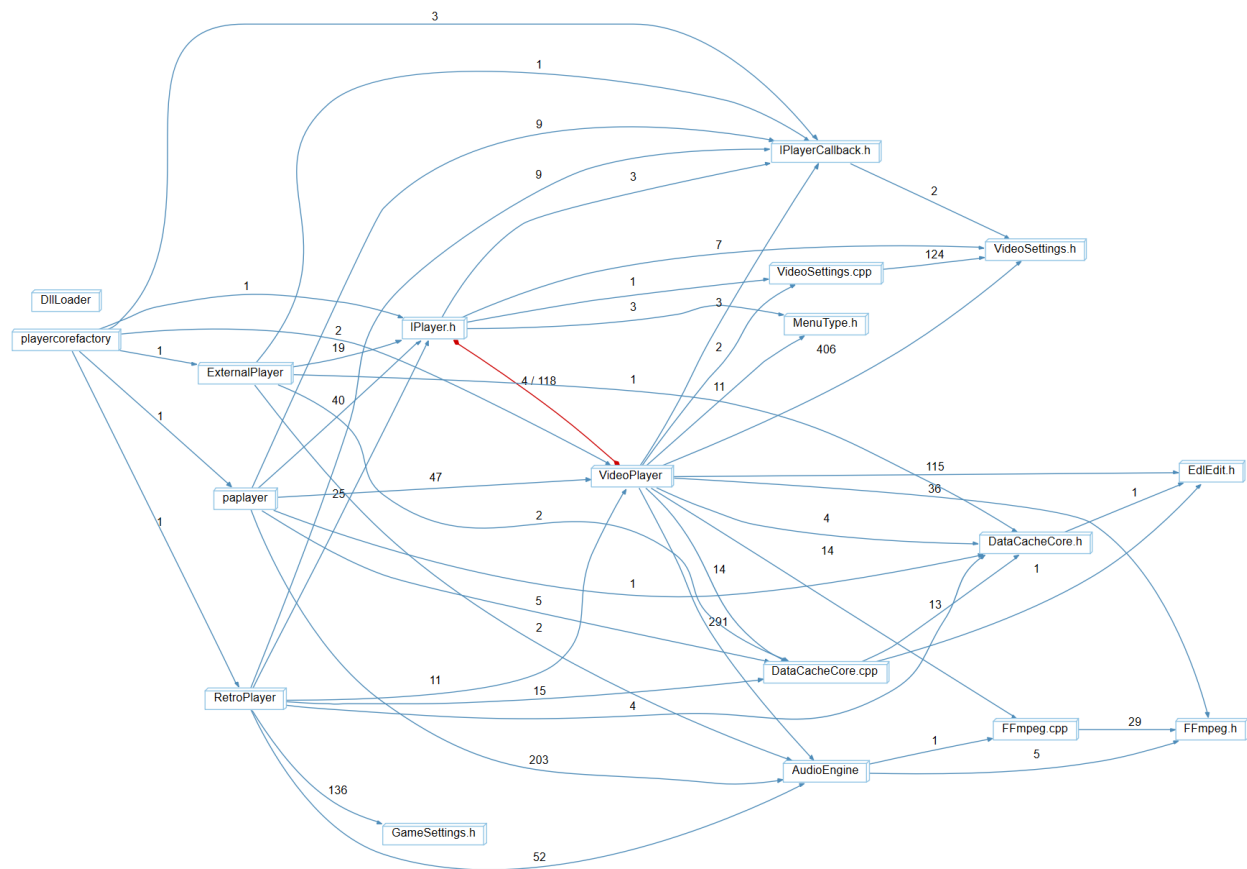 3
1
9
IPlayerCallback.h
9
3
2
7
VideoSettings.h
124
VideoSettings.cpp
1
DllLoader
1
3
3
IPlayer.h
MenuType.h
playercorefactory
2
1
19
2
406
ExternalPlayer
4 / 118
1
11
40
1
115
EdlEdit.h
VideoPlayer
47
36
paplayer
25
1
1
2
4
DataCacheCore.h
14
14
1
1
5
13
291
2
DataCacheCore.cpp
11
15
RetroPlayer
4
29
FFmpeg.cpp
FFmpeg.h
1
5
203
AudioEngine
136
GameSettings.h
52